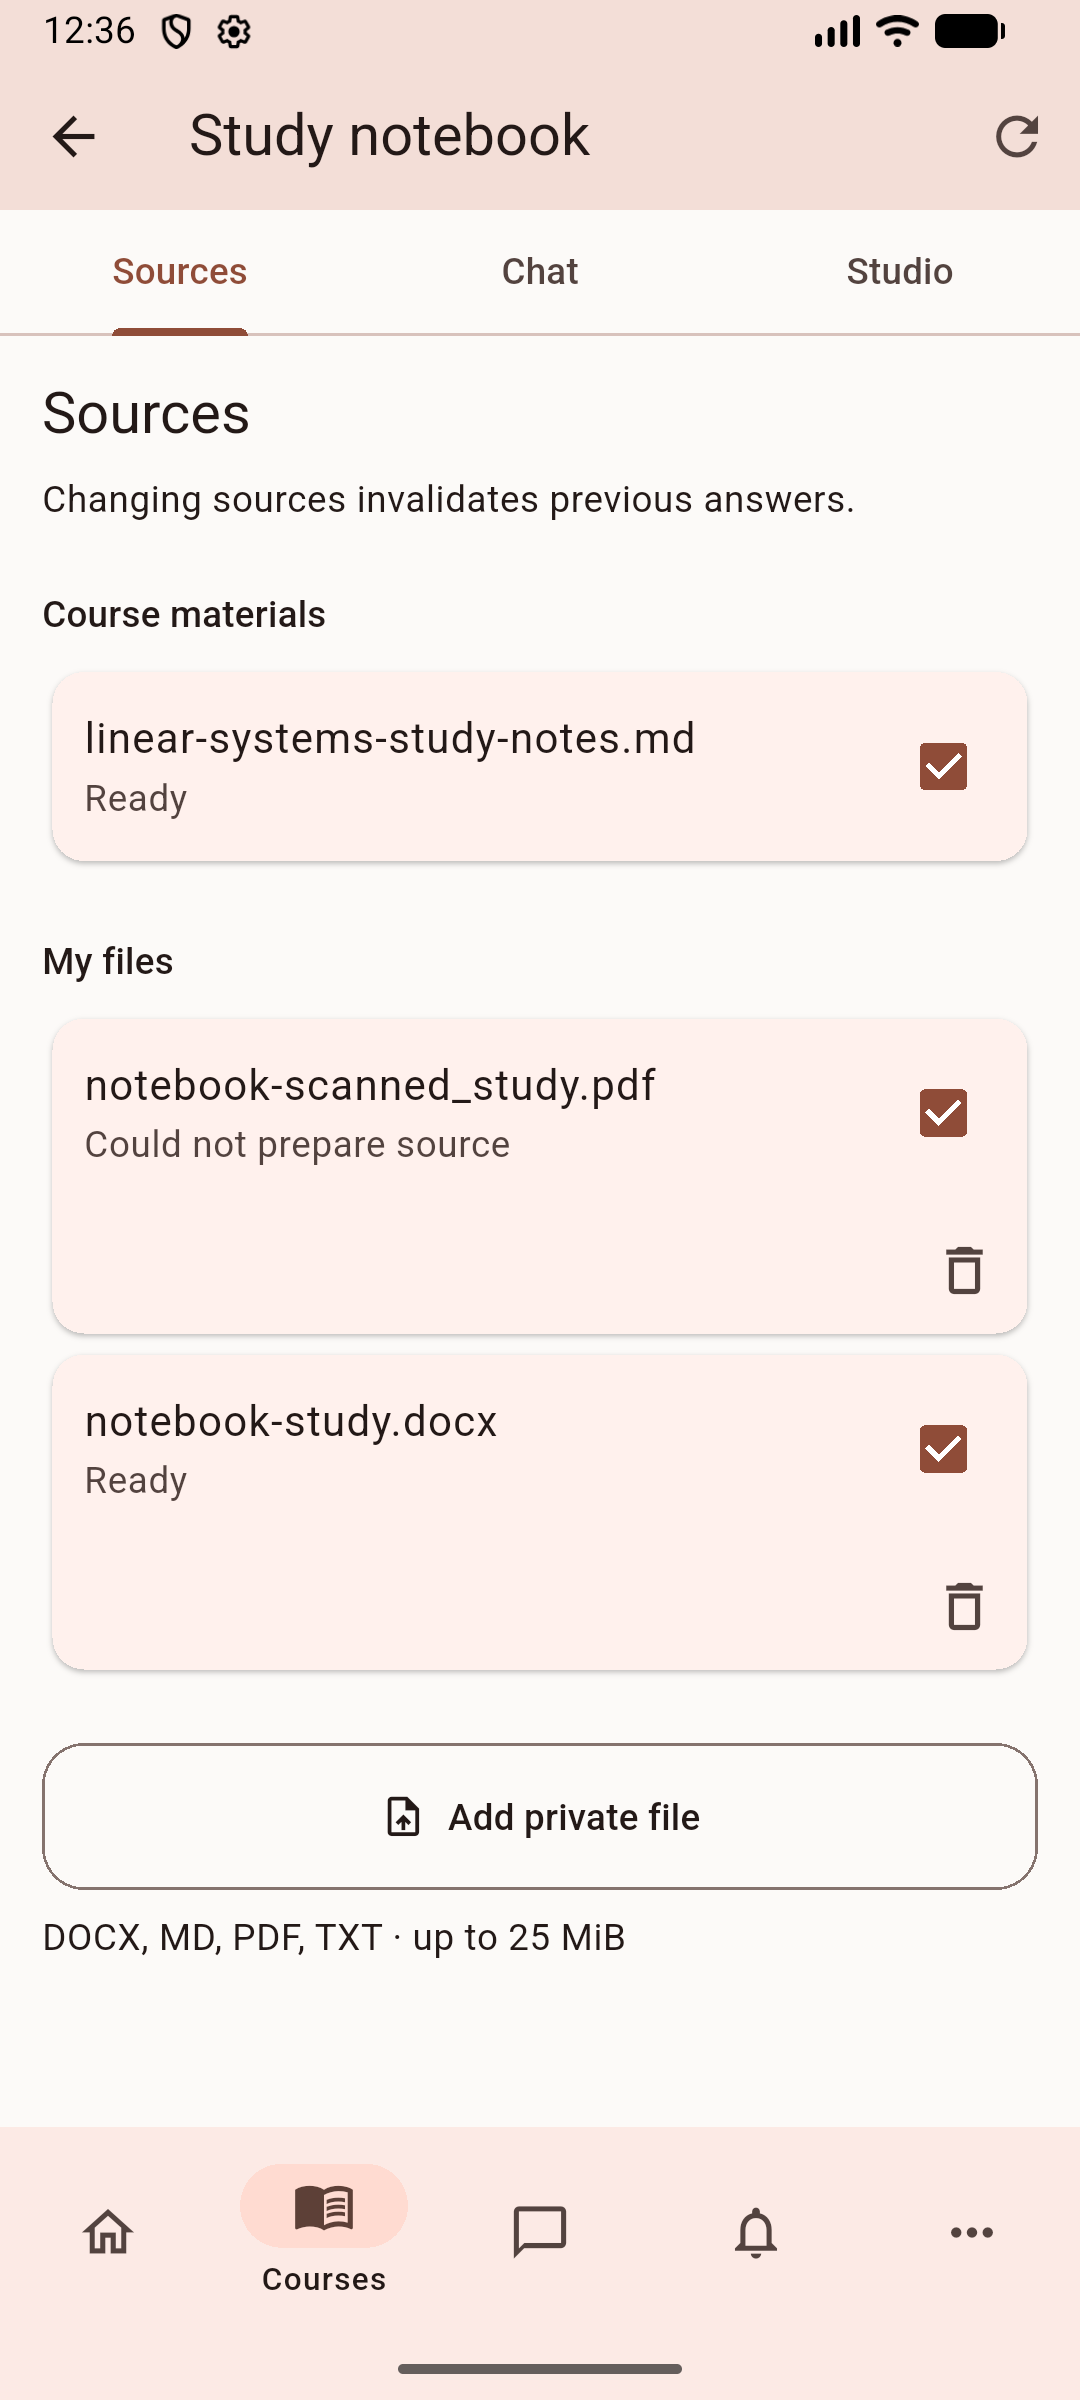 12:36
Study notebook
Sources
Chat
Studio
Sources
Changing sources invalidates previous answers.
Course materials
linear-systems-study-notes.md
Ready
My files
notebook-scanned_study.pdf
Could not prepare source
notebook-study.docx
Ready
Add private file
DOCX, MD, PDF, TXT · up to 25 MiB
Courses